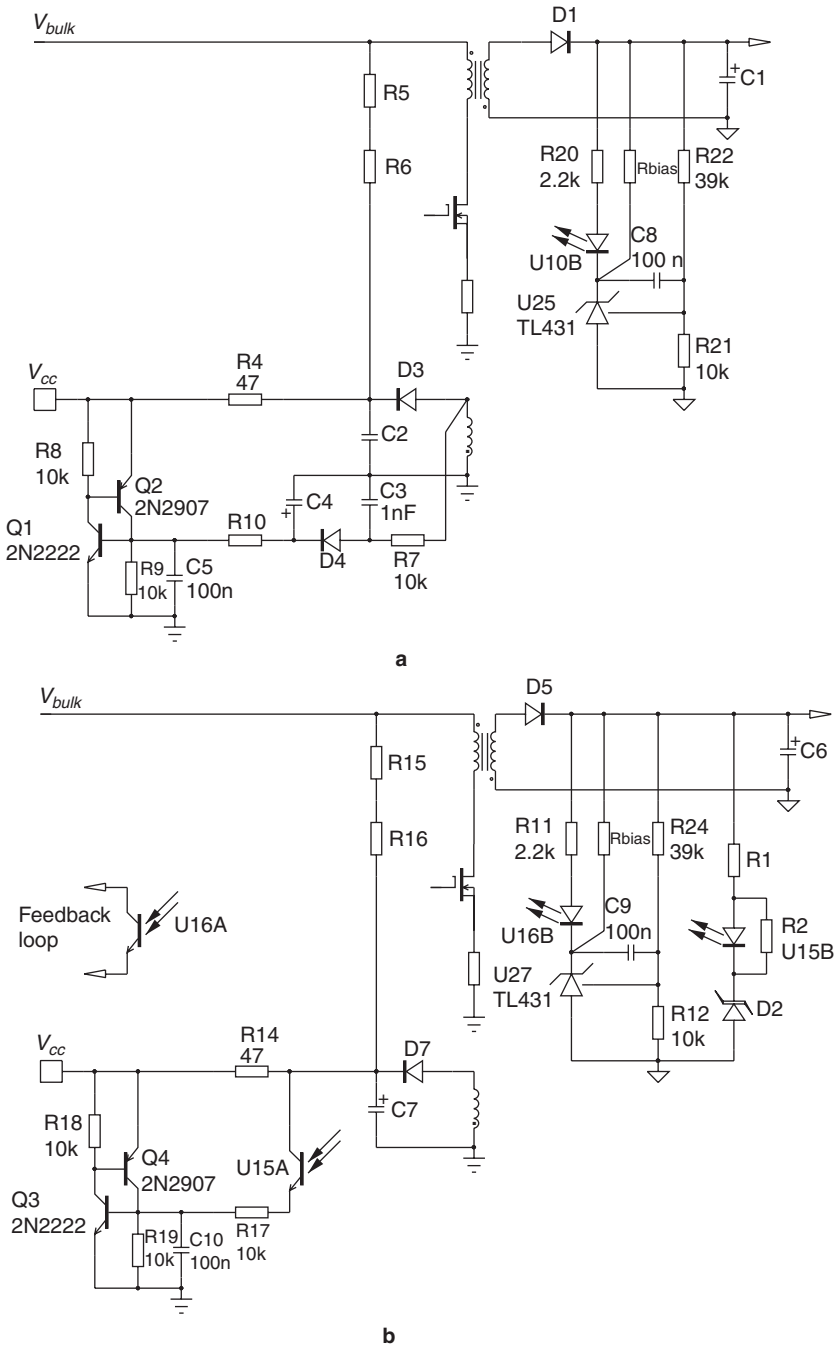 D1
Vbulk
R5
C1
R6
R20
2.2k
Rbias
R22
39k
C8
100 n
U10B
U25
TL431
R21
10k
Vcc
R4
47
D3
C2
R8
10k
Q2
2N2907
C4
C3
1nF
Q1
2N2222
R10
D4
R7
10k
R9
10k
C5
100n
a
Vbulk
D5
R15
C6
R16
R11
2.2k
Rbias
R24
39k
R1
Feedback
loop
U16A
C9
100n
U16B
R2
U15B
U27
TL431
D2
R12
10k
Vcc
R14
47
D7
C7
R18
10k
Q4
2N2907
U15A
Q3
2N2222
R19
10k
C10
100n
R17
10k
b